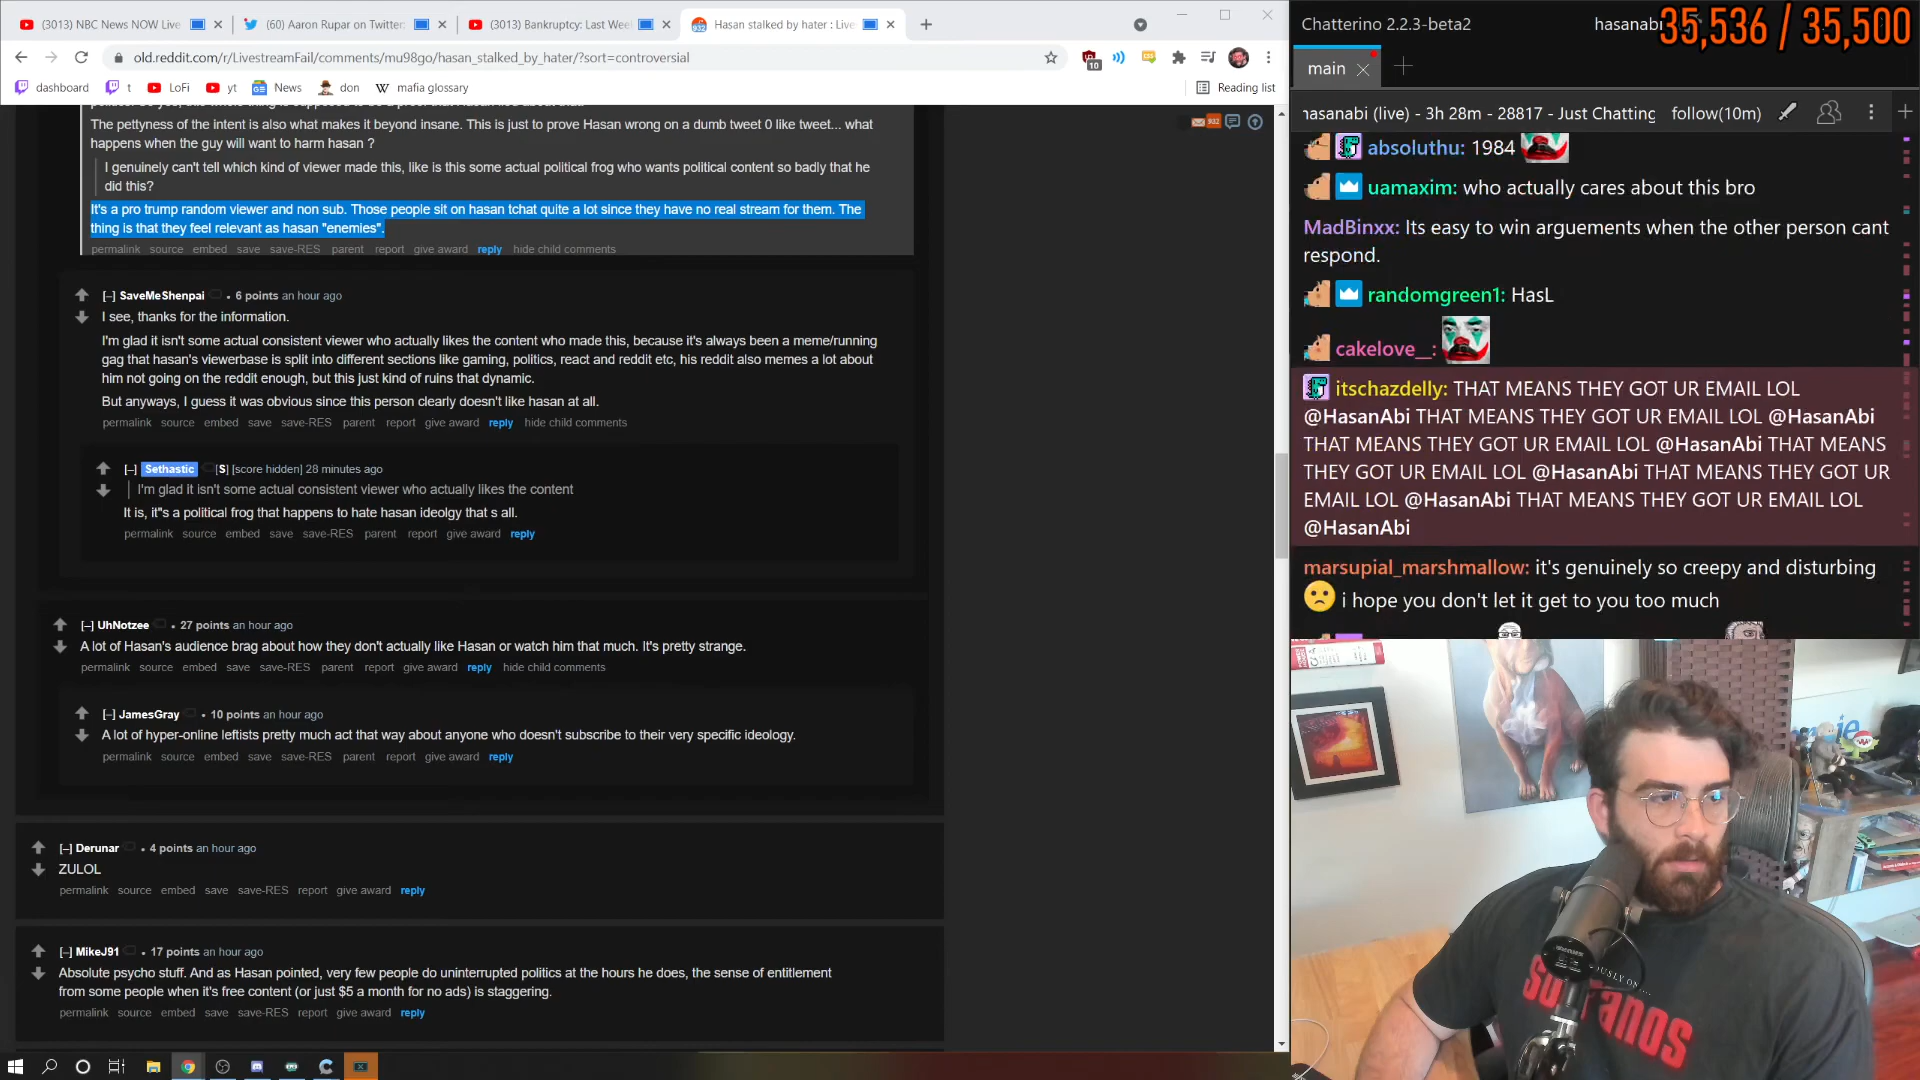 (3013) NBC News NOW Live
(60) Aaron Rupar on Twitter:
(3013) Bankruptcy: Last Wee
Hasan stalked by hater : Live
old.reddit.com/r/LivestreamFail/comments/mu98go/hasan_stalked_by_hater/?sort=controversial
10
dashboard
t
LoFi
yt
News
don
mafia glossary
Reading list
932
The pettyness of the intent is also what makes it beyond insane. This is just to prove Hasan wrong on a dumb tweet 0 like tweet... what
happens when the guy will want to harm hasan ?
I genuinely can't tell which kind of viewer made this, like is this some actual political frog who wants political content so badly that he
did this?
It's a pro trump random viewer and non sub. Those people sit on hasan tchat quite a lot since they have no real stream for them. The
thing is that they feel relevant as hasan "enemies".
permalink source embed save save-RES parent report give award reply hide child comments
[–] SaveMeShenpai • 6 points an hour ago
I see, thanks for the information.
I'm glad it isn't some actual consistent viewer who actually likes the content who made this, because it's always been a meme/running
gag that hasan's viewerbase is split into different sections like gaming, politics, react and reddit etc, his reddit also memes a lot about
him not going on the reddit enough, but this just kind of ruins that dynamic.
But anyways, I guess it was obvious since this person clearly doesn't like hasan at all.
permalink source embed save save-RES parent report give award reply hide child comments
[–] Sethastic [S] [score hidden] 28 minutes ago
I'm glad it isn't some actual consistent viewer who actually likes the content
It is, it"s a political frog that happens to hate hasan ideolgy that s all.
permalink source embed save save-RES parent report give award reply
[–] UhNotzee • 27 points an hour ago
A lot of Hasan's audience brag about how they don't actually like Hasan or watch him that much. It's pretty strange.
permalink source embed save save-RES parent report give award reply hide child comments
[–] JamesGray • 10 points an hour ago
A lot of hyper-online leftists pretty much act that way about anyone who doesn't subscribe to their very specific ideology.
permalink source embed save save-RES parent report give award reply
[–] Derunar • 4 points an hour ago
ZULOL
permalink source embed save save-RES report give award reply
[–] MikeJ91 • 17 points an hour ago
Absolute psycho stuff. And as Hasan pointed, very few people do uninterrupted politics at the hours he does, the sense of entitlement
from some people when it's free content (or just $5 a month for no ads) is staggering.
permalink source embed save save-RES report give award reply
Chatterino 2.2.3-beta2
hasanabi
35,536 / 35,500
main
hasanabi (live) - 3h 28m - 28817 - Just Chatting
follow(10m)
absoluthu: 1984
uamaxim: who actually cares about this bro
MadBinxx: Its easy to win arguements when the other person cant
respond.
randomgreen1: HasL
cakelove__:
itschazdelly: THAT MEANS THEY GOT UR EMAIL LOL
@HasanAbi THAT MEANS THEY GOT UR EMAIL LOL @HasanAbi
THAT MEANS THEY GOT UR EMAIL LOL @HasanAbi THAT MEANS
THEY GOT UR EMAIL LOL @HasanAbi THAT MEANS THEY GOT UR
EMAIL LOL @HasanAbi THAT MEANS THEY GOT UR EMAIL LOL
@HasanAbi
marsupial_marshmallow: it's genuinely so creepy and disturbing
i hope you don't let it get to you too much